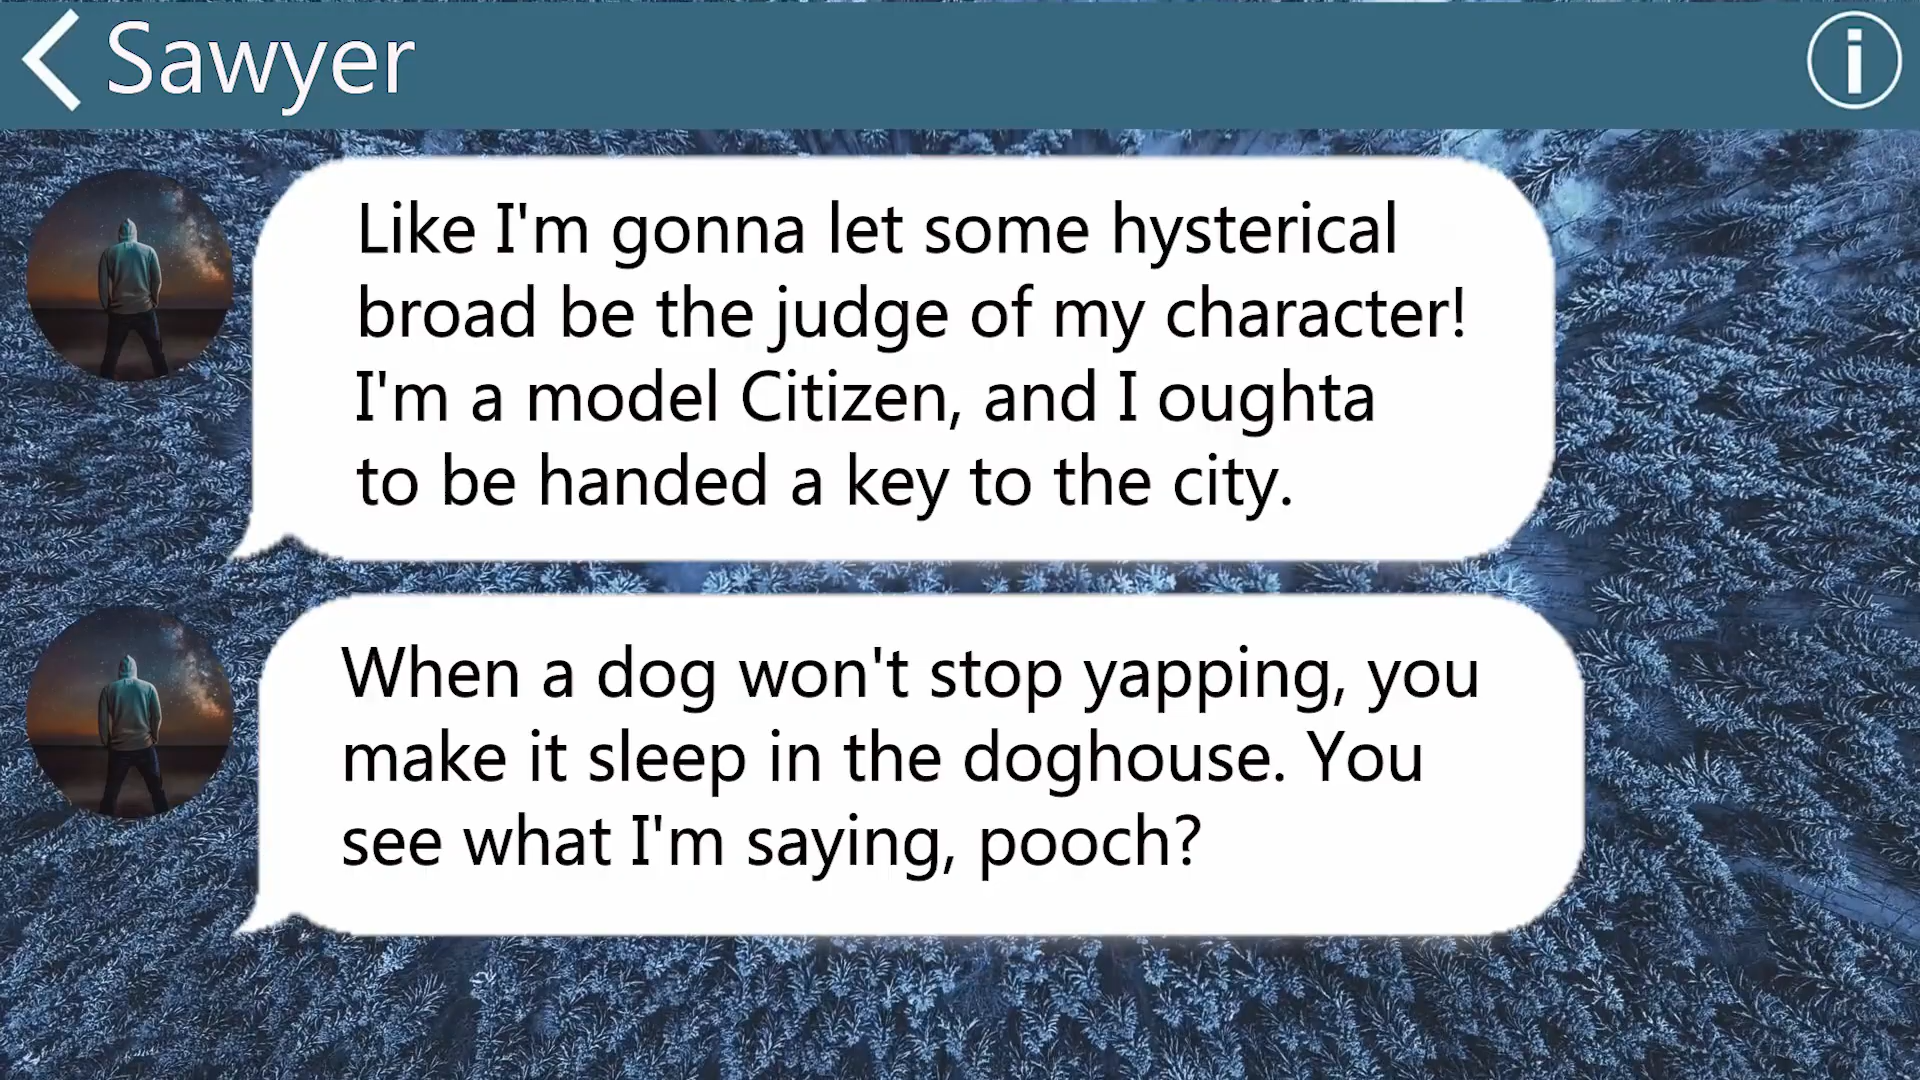 Sawyer
Like I'm gonna let some hysterical
broad be the judge of my character!
I'm a model Citizen, and I oughta
to be handed a key to the city.
When a dog won't stop yapping, you
make it sleep in the doghouse. You
see what I'm saying, pooch?